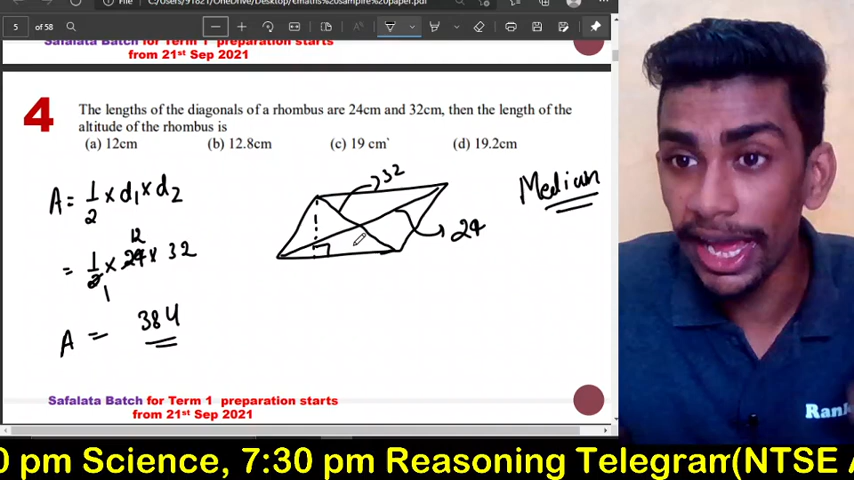 5 of 58
Safalata Batch for Term 1 preparation starts
from 21st Sep 2021
4
The lengths of the diagonals of a rhombus are 24cm and 32cm, then the length of the
altitude of the rhombus is
(a) 12cm (b) 12.8cm (c) 19 cm` (d) 19.2cm
A = 1/2 × d1 × d2
= 1/2 × 24 × 32
12
1
A = 384
32
24
Medium
Safalata Batch for Term 1 preparation starts
from 21st Sep 2021
0 pm Science, 7:30 pm Reasoning Telegram(NTSE A